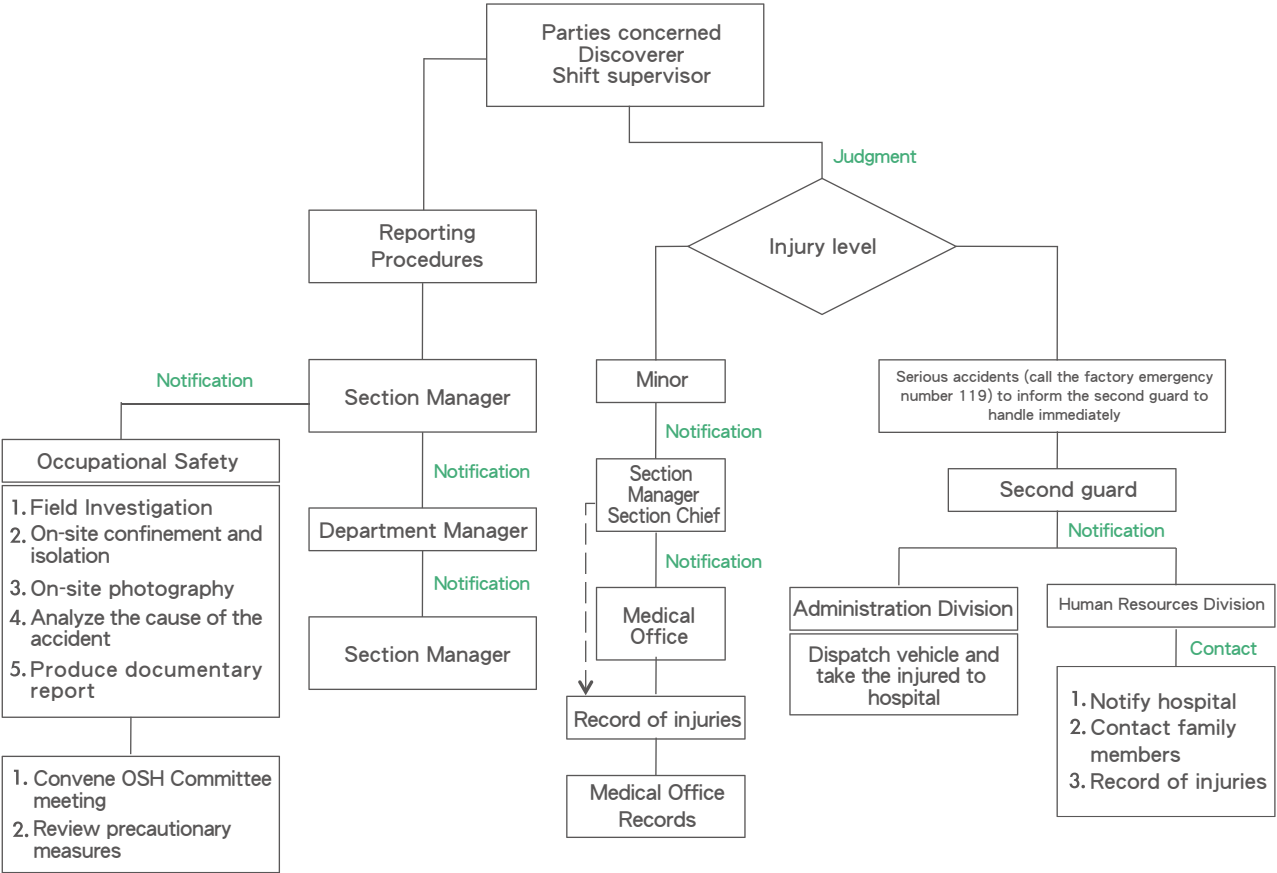 Parties concerned
Discoverer
Shift supervisor
Judgment
Reporting
Procedures
Injury level
Notification
Section Manager
Minor
Serious accidents (call the factory emergency
number 119) to inform the second guard to
handle immediately
Notification
Occupational Safety
Notification
Section
Manager
Section Chief
Second guard
1. Field Investigation
2. On-site confinement and
isolation
3. On-site photography
4. Analyze the cause of the
accident
5. Produce documentary
report
Department Manager
Notification
Notification
Notification
Section Manager
Medical
Office
Administration Division
Human Resources Division
Dispatch vehicle and
take the injured to
hospital
Contact
Record of injuries
1. Notify hospital
2. Contact family
members
3. Record of injuries
1. Convene OSH Committee
meeting
2. Review precautionary
measures
Medical Office
Records